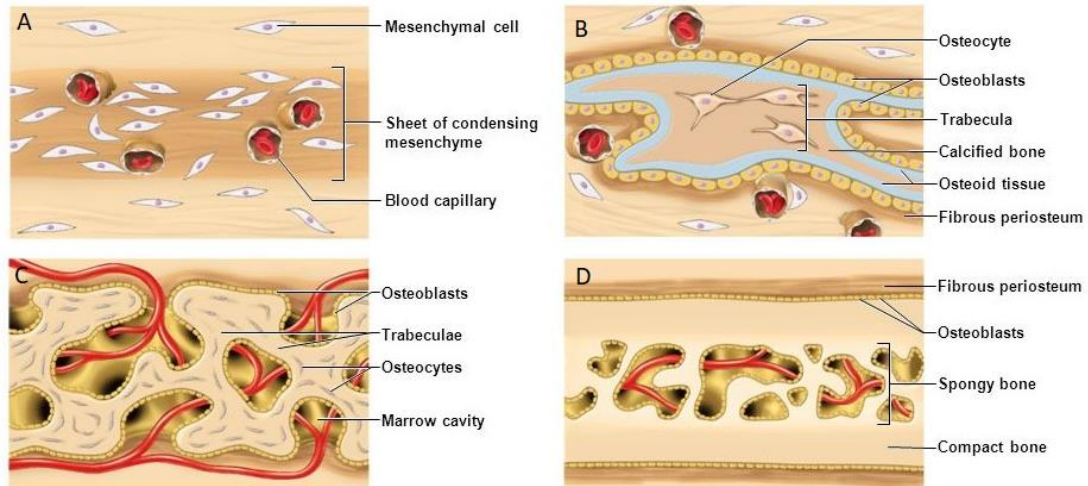 A
Mesenchymal cell
Sheet of condensing
mesenchyme
Blood capillary
B
Osteocyte
Osteoblasts
Trabecula
Calcified bone
Osteoid tissue
Fibrous periosteum
C
Osteoblasts
Trabeculae
Osteocytes
Marrow cavity
D
Fibrous periosteum
Osteoblasts
Spongy bone
Compact bone